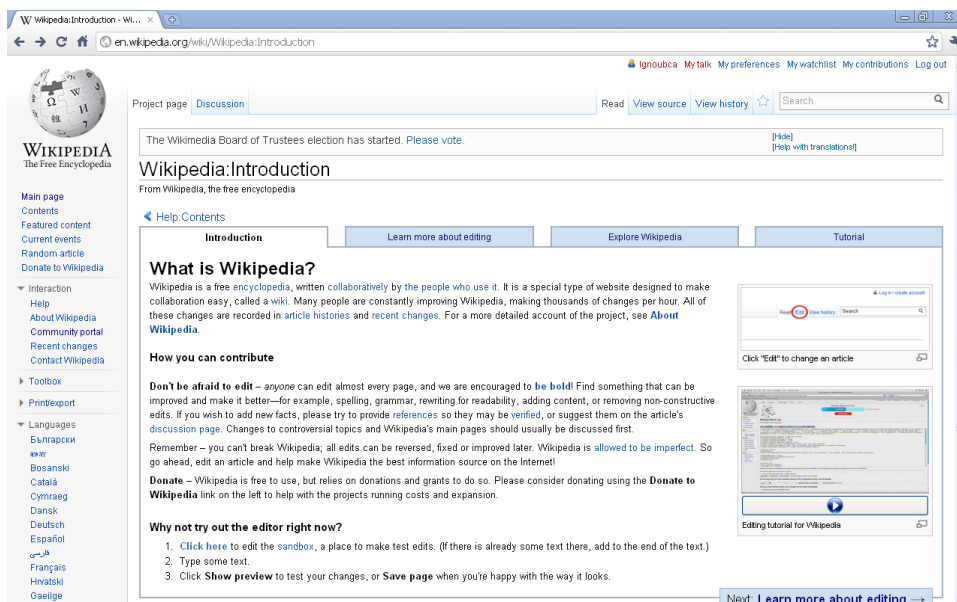 Wikipedia:Introduction - Wi...
en.wikipedia.org/wiki/Wikipedia:Introduction
Ignoubca My talk My preferences My watchlist My contributions Log out
Project page Discussion Read View source View history Search
WIKIPEDIA
The Free Encyclopedia
Main page
Contents
Featured content
Current events
Random article
Donate to Wikipedia
Interaction
Help
About Wikipedia
Community portal
Recent changes
Contact Wikipedia
Toolbox
Print/export
Languages
Български
Bosanski
Català
Cymraeg
Dansk
Deutsch
Español
فارسی
Français
Hrvatski
Gaeilge
The Wikimedia Board of Trustees election has started. Please vote.
[Hide]
[Help with translations!]
Wikipedia:Introduction
From Wikipedia, the free encyclopedia
Help:Contents
Introduction Learn more about editing Explore Wikipedia Tutorial
What is Wikipedia?
Wikipedia is a free encyclopedia, written collaboratively by the people who use it. It is a special type of website designed to make
collaboration easy, called a wiki. Many people are constantly improving Wikipedia, making thousands of changes per hour. All of
these changes are recorded in article histories and recent changes. For a more detailed account of the project, see About
Wikipedia.
How you can contribute
Don't be afraid to edit – anyone can edit almost every page, and we are encouraged to be bold! Find something that can be
improved and make it better—for example, spelling, grammar, rewriting for readability, adding content, or removing non-constructive
edits. If you wish to add new facts, please try to provide references so they may be verified, or suggest them on the article's
discussion page. Changes to controversial topics and Wikipedia's main pages should usually be discussed first.
Remember – you can't break Wikipedia; all edits can be reversed, fixed or improved later. Wikipedia is allowed to be imperfect. So
go ahead, edit an article and help make Wikipedia the best information source on the Internet!
Donate – Wikipedia is free to use, but relies on donations and grants to do so. Please consider donating using the Donate to
Wikipedia link on the left to help with the projects running costs and expansion.
Why not try out the editor right now?
1. Click here to edit the sandbox, a place to make test edits. (If there is already some text there, add to the end of the text.)
2. Type some text.
3. Click Show preview to test your changes, or Save page when you're happy with the way it looks.
Log in / create account
Read Edit View history Search
Click "Edit" to change an article
Editing tutorial for Wikipedia
Next: Learn more about editing →